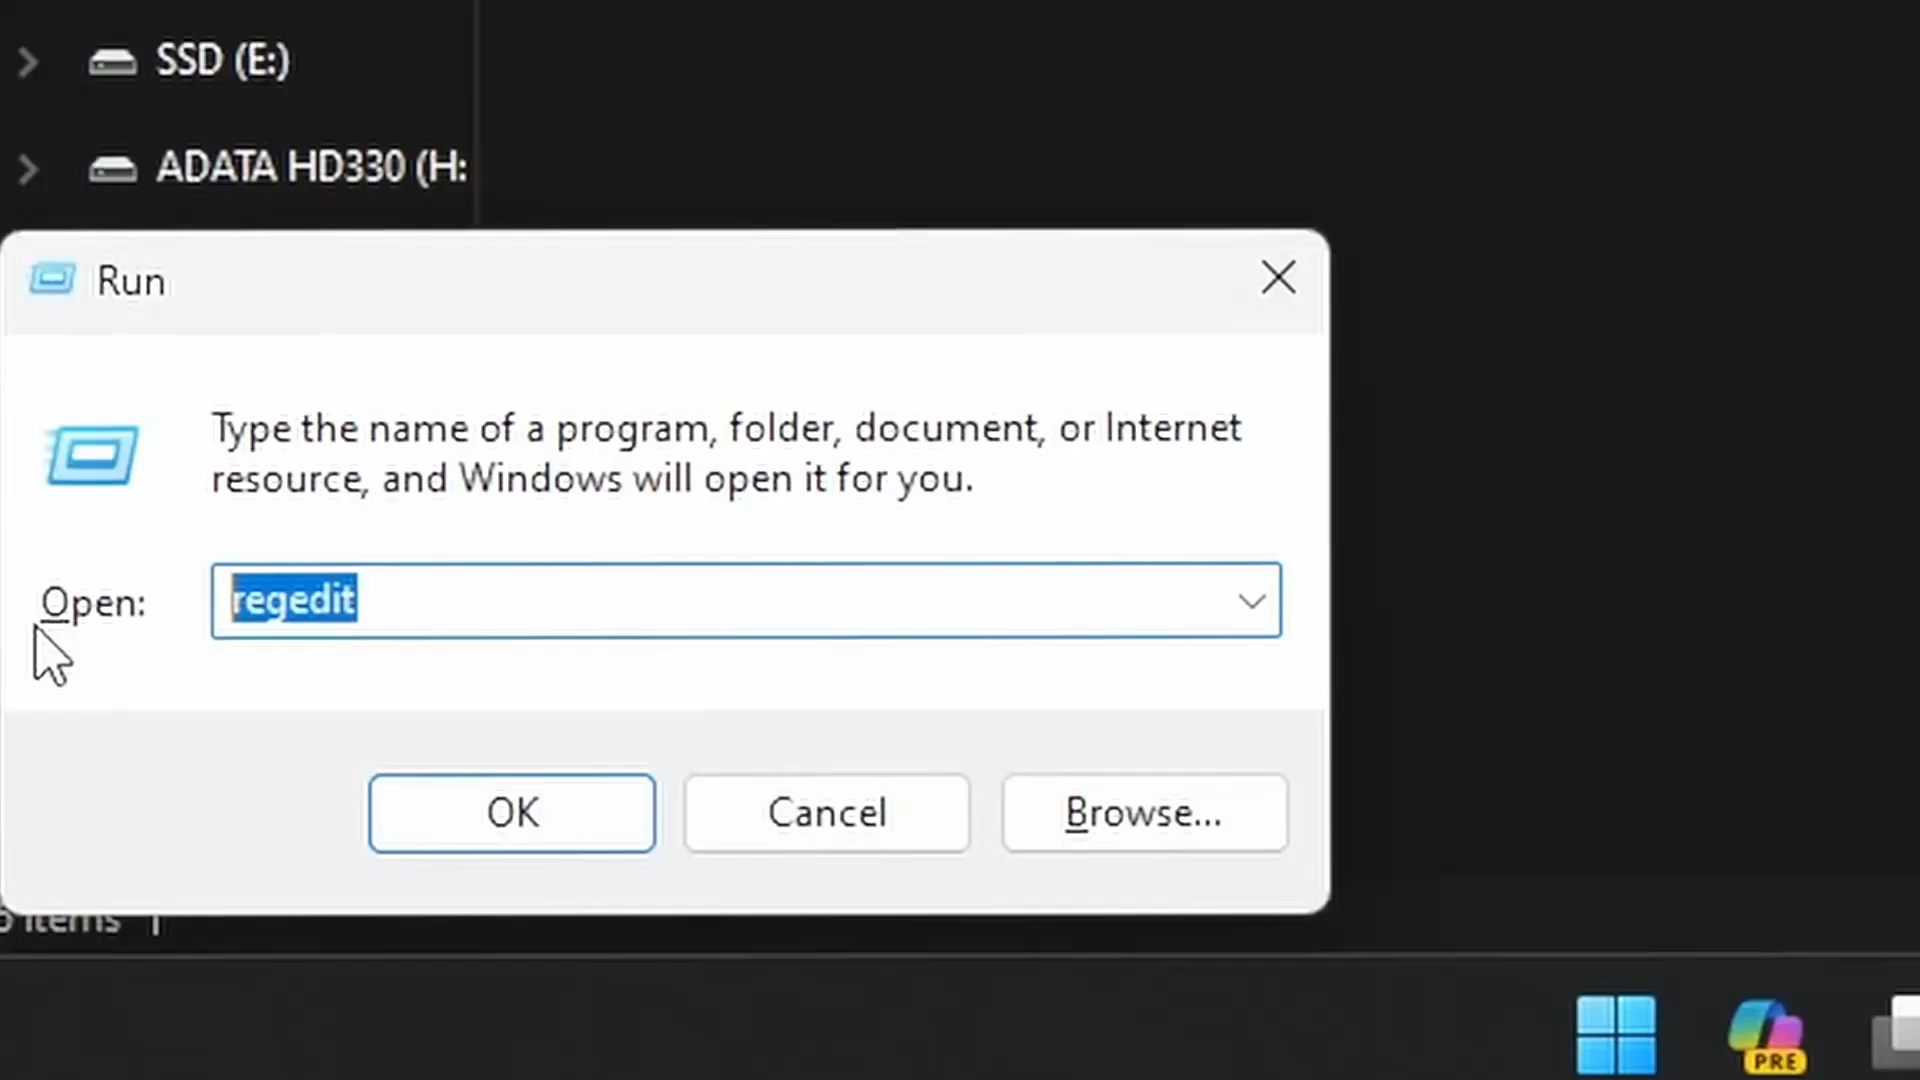 SSD (E:)
ADATA HD330 (H:
Run
Type the name of a program, folder, document, or Internet
resource, and Windows will open it for you.
Open:
regedit
OK
Cancel
Browse...
items
PRE